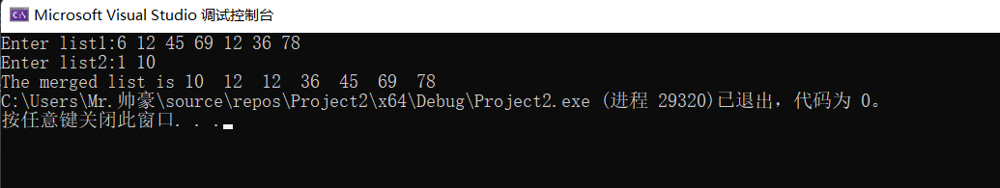 Microsoft Visual Studio 调试控制台
Enter list1:6 12 45 69 12 36 78
Enter list2:1 10
The merged list is 10  12  12  36  45  69  78
C:\Users\Mr.帅豪\source\repos\Project2\x64\Debug\Project2.exe (进程 29320)已退出，代码为 0。
按任意键关闭此窗口. . .